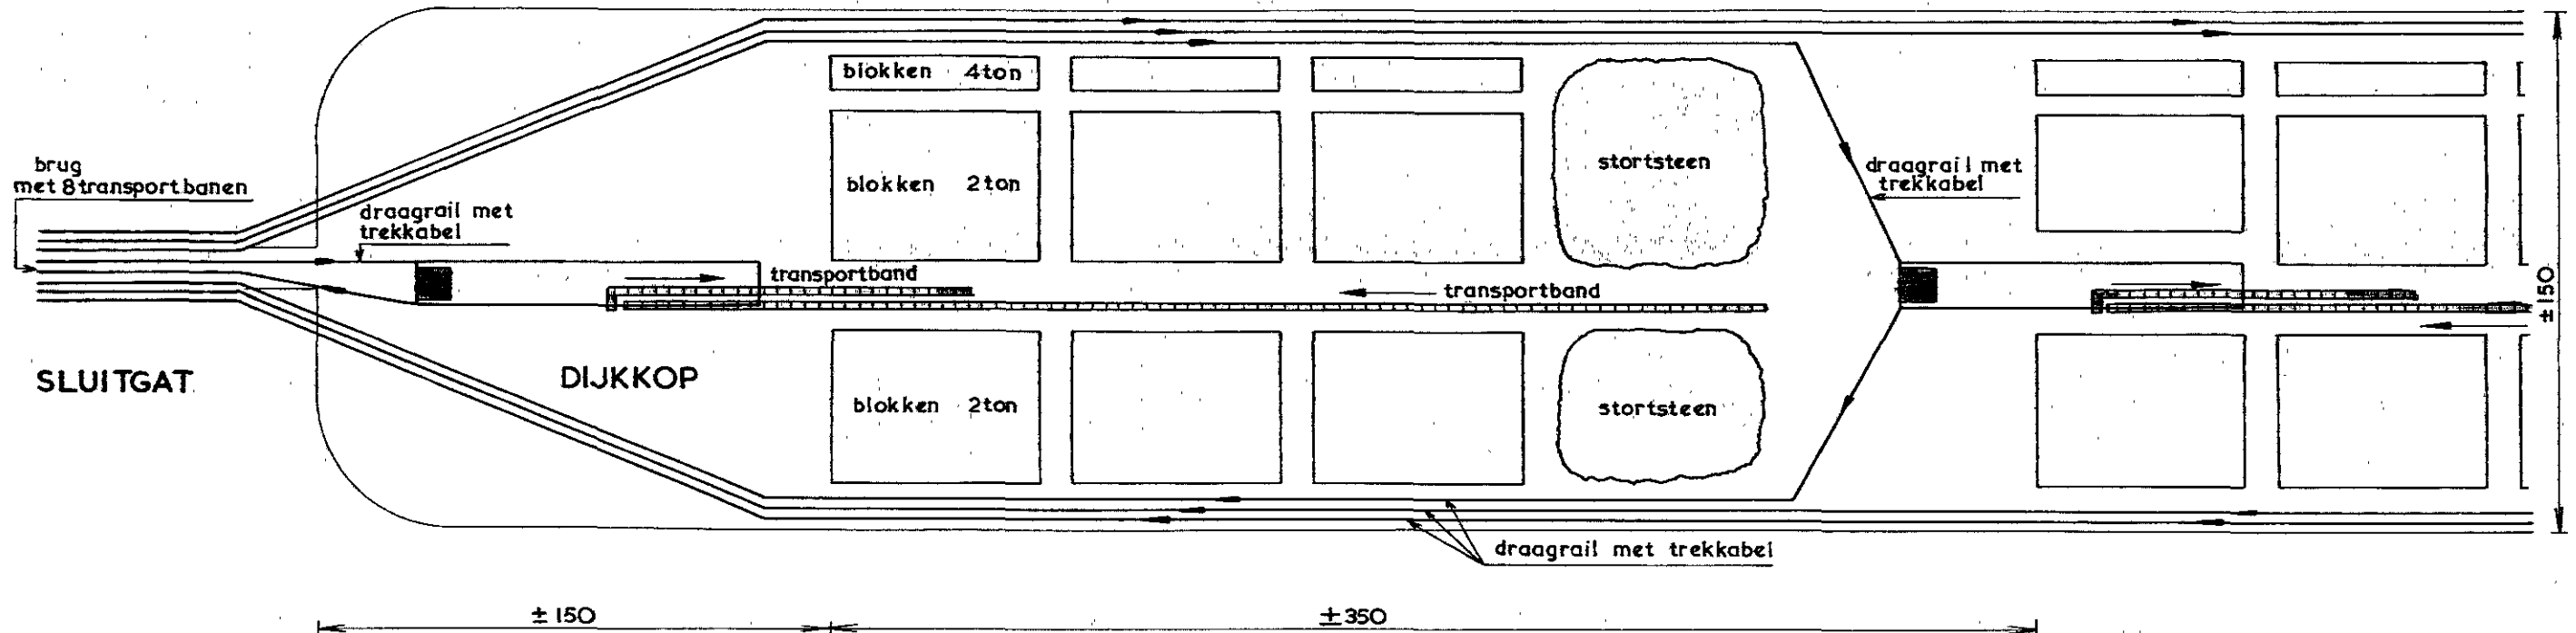 blokken 4ton
brug
met 8 transportbanen
draagrail met
trekkabel
blokken 2ton
stortsteen
draagrail met
trekkabel
transportband
transportband
± 150
SLUITGAT
DIJKKOP
blokken 2ton
stortsteen
draagrail met trekkabel
± 150
± 350